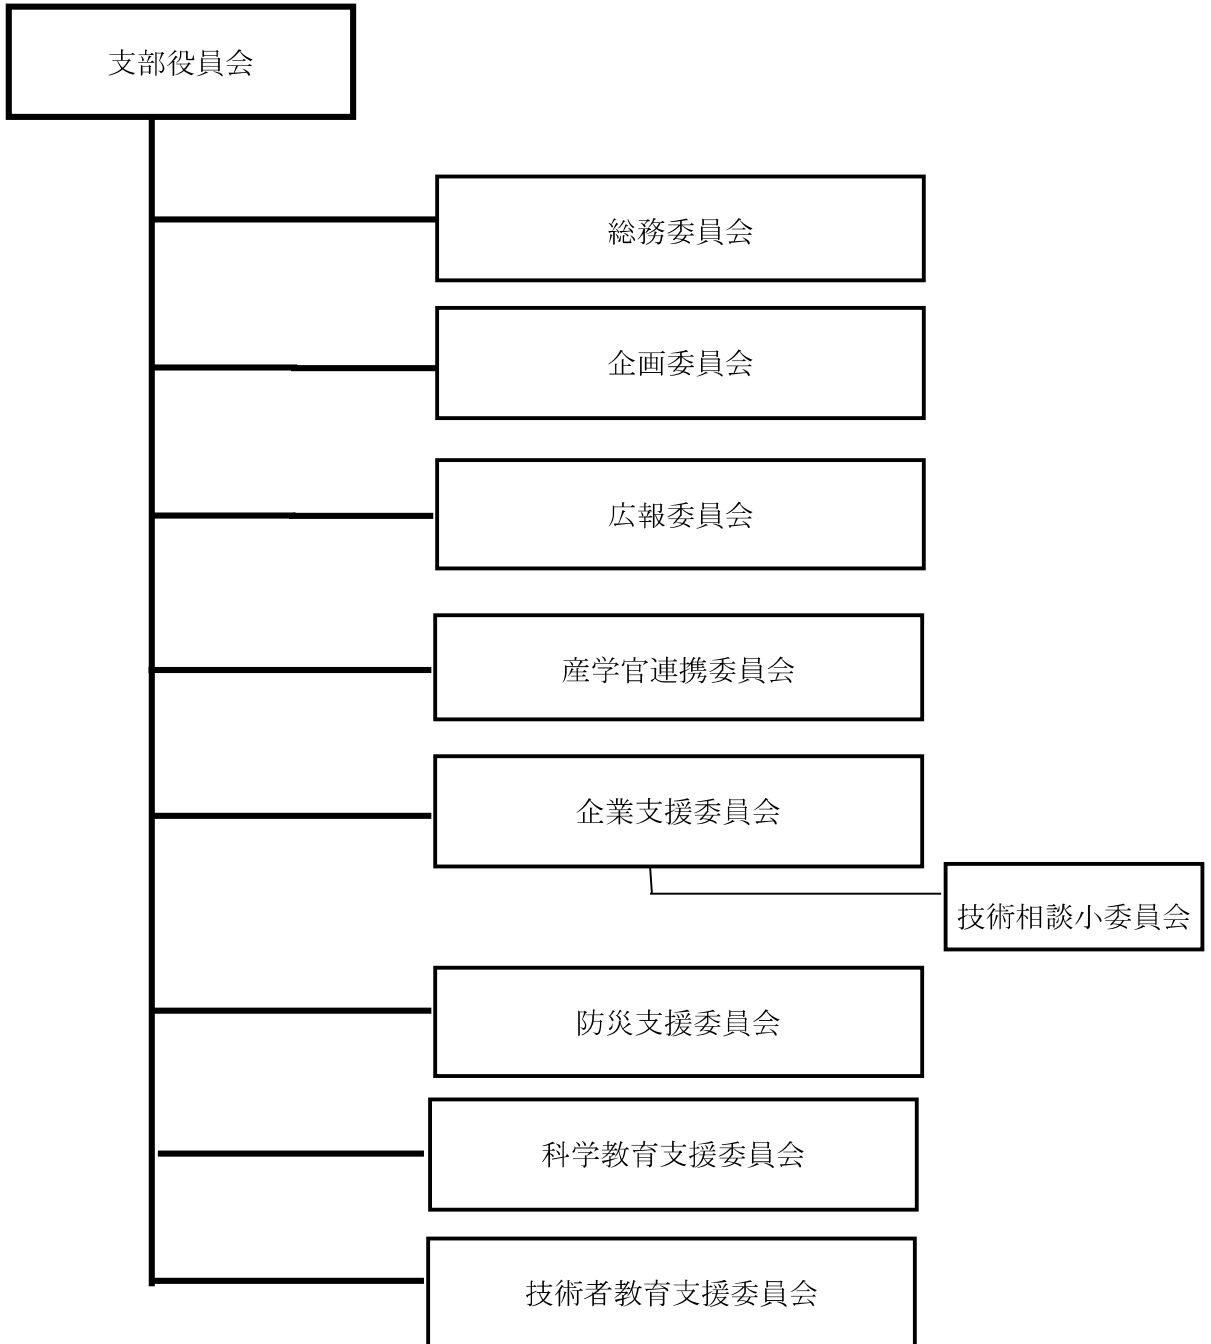 支部役員会
総務委員会
企画委員会
広報委員会
産学官連携委員会
企業支援委員会
技術相談小委員会
防災支援委員会
科学教育支援委員会
技術者教育支援委員会